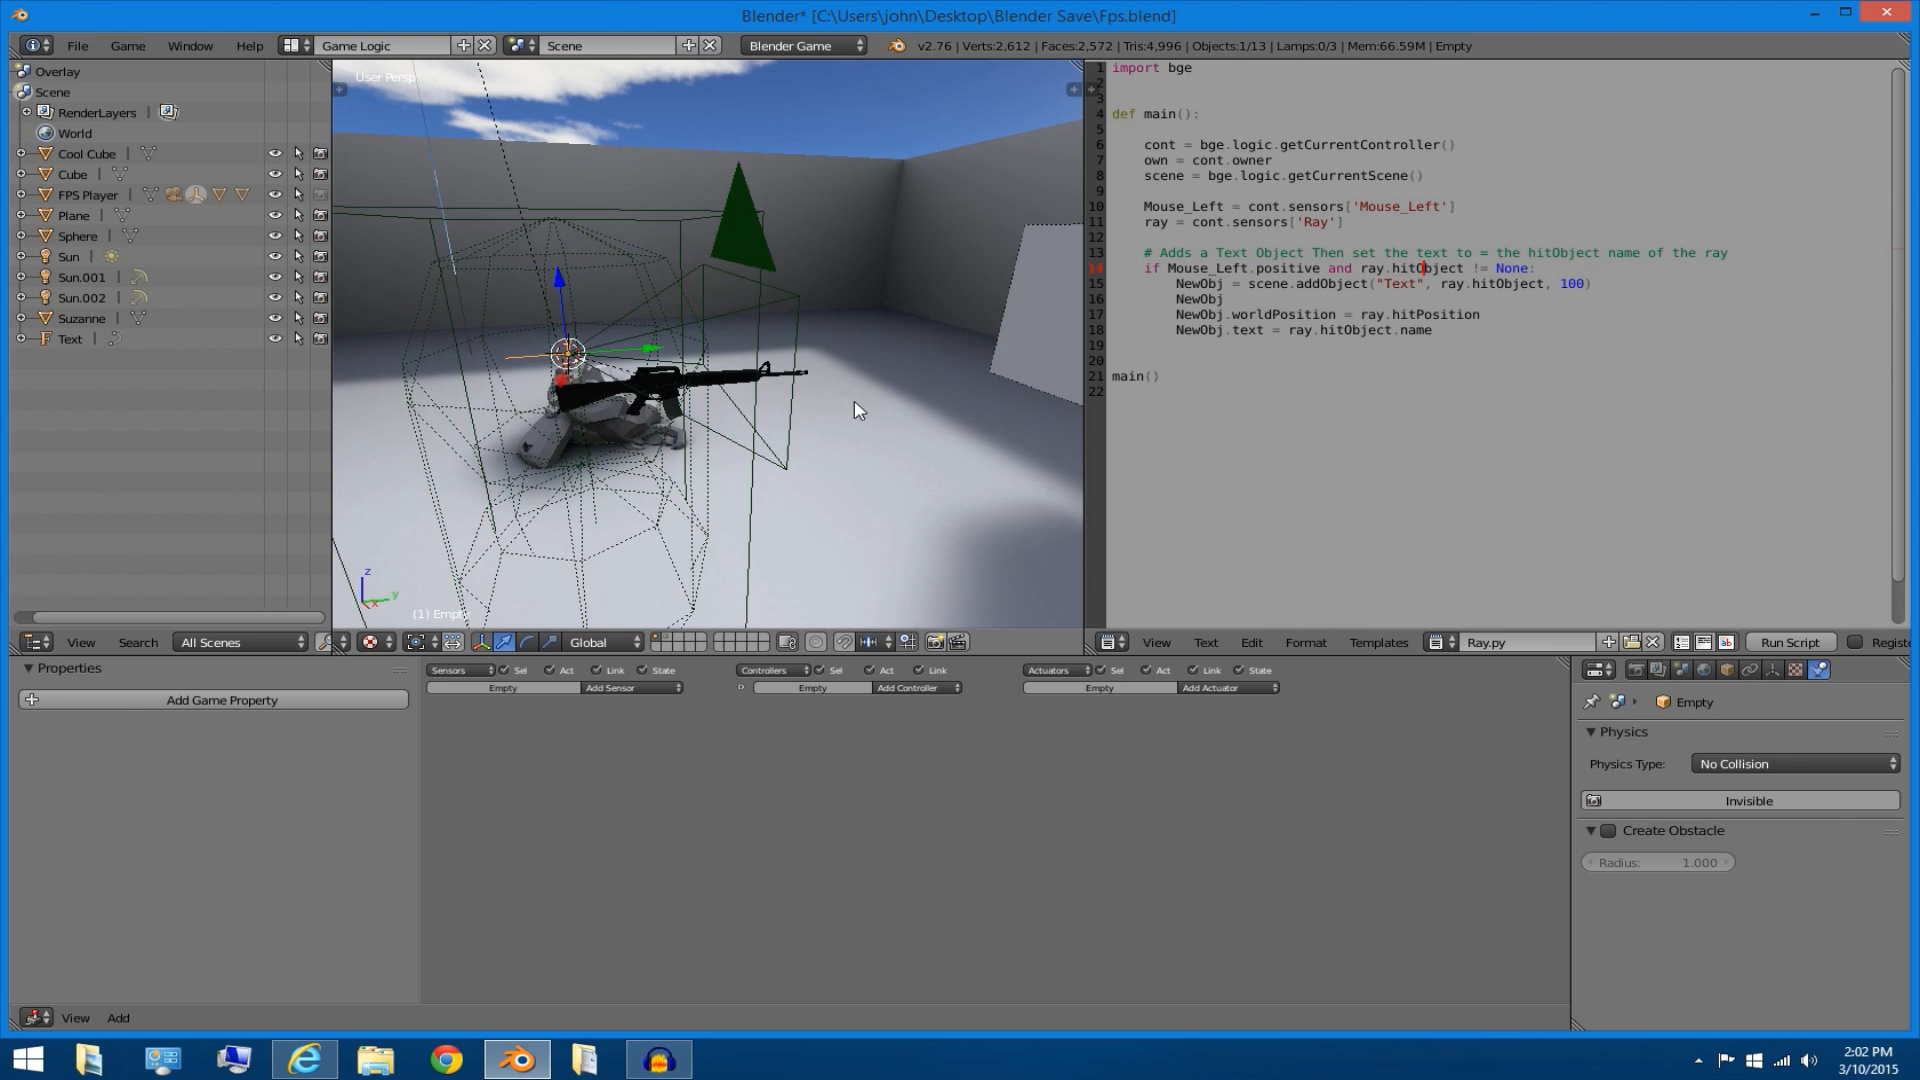 Blender* [C:\Users\john\Desktop\Blender Save\Fps.blend]
File Game Window Help Game Logic Scene Blender Game v2.76 | Verts:2,612 | Faces:2,572 | Tris:4,996 | Objects:1/13 | Lamps:0/3 | Mem:66.59M | Empty
Overlay
Scene
RenderLayers |
World
Cool Cube |
Cube |
FPS Player |
Plane |
Sphere |
Sun |
Sun.001 |
Sun.002 |
Suzanne |
Text |
View Search All Scenes
User Persp
z
y
x
(1) Empty
Global
1 import bge
2
3
4 def main():
5
6 cont = bge.logic.getCurrentController()
7 own = cont.owner
8 scene = bge.logic.getCurrentScene()
9
10 Mouse_Left = cont.sensors['Mouse_Left']
11 ray = cont.sensors['Ray']
12
13 # Adds a Text Object Then set the text to = the hitObject name of the ray
14 if Mouse_Left.positive and ray.hitObject != None:
15 NewObj = scene.addObject("Text", ray.hitObject, 100)
16 NewObj
17 NewObj.worldPosition = ray.hitPosition
18 NewObj.text = ray.hitObject.name
19
20
21 main()
22
View Text Edit Format Templates Ray.py Run Script Registe
Properties
Add Game Property
Sensors Sel Act Link State
Empty Add Sensor
Controllers Sel Act Link
Empty Add Controller
Actuators Sel Act Link State
Empty Add Actuator
Empty
Physics
Physics Type: No Collision
Invisible
Create Obstacle
Radius: 1.000
View Add
2:02 PM
3/10/2015